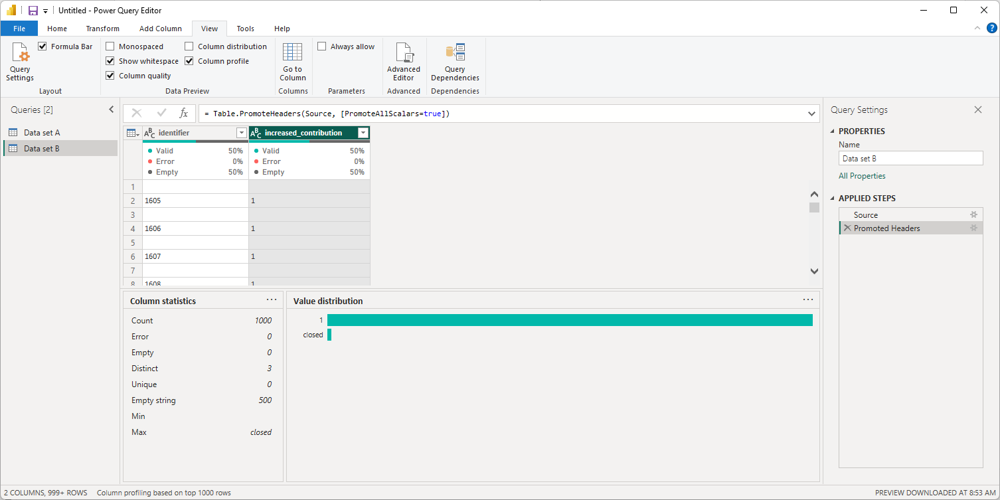 Untitled - Power Query Editor
File Home Transform Add Column View Tools Help
Query Settings
Formula Bar
Layout
Monospaced
Show whitespace
Column quality
Column distribution
Column profile
Data Preview
Go to Column
Columns
Always allow
Parameters
Advanced Editor
Advanced
Query Dependencies
Dependencies
Queries [2]
Data set A
Data set B
fx
= Table.PromoteHeaders(Source, [PromoteAllScalars=true])
ABC identifier ABC increased_contribution
Valid 50% Valid 50%
Error 0% Error 0%
Empty 50% Empty 50%
1
2 1605 1
3
4 1606 1
5
6 1607 1
7
8 1608 1
Column statistics
Count 1000
Error 0
Empty 0
Distinct 3
Unique 0
Empty string 500
Min
Max closed
Value distribution
1
closed
Query Settings
PROPERTIES
Name
Data set B
All Properties
APPLIED STEPS
Source
Promoted Headers
2 COLUMNS, 999+ ROWS Column profiling based on top 1000 rows
PREVIEW DOWNLOADED AT 8:53 AM